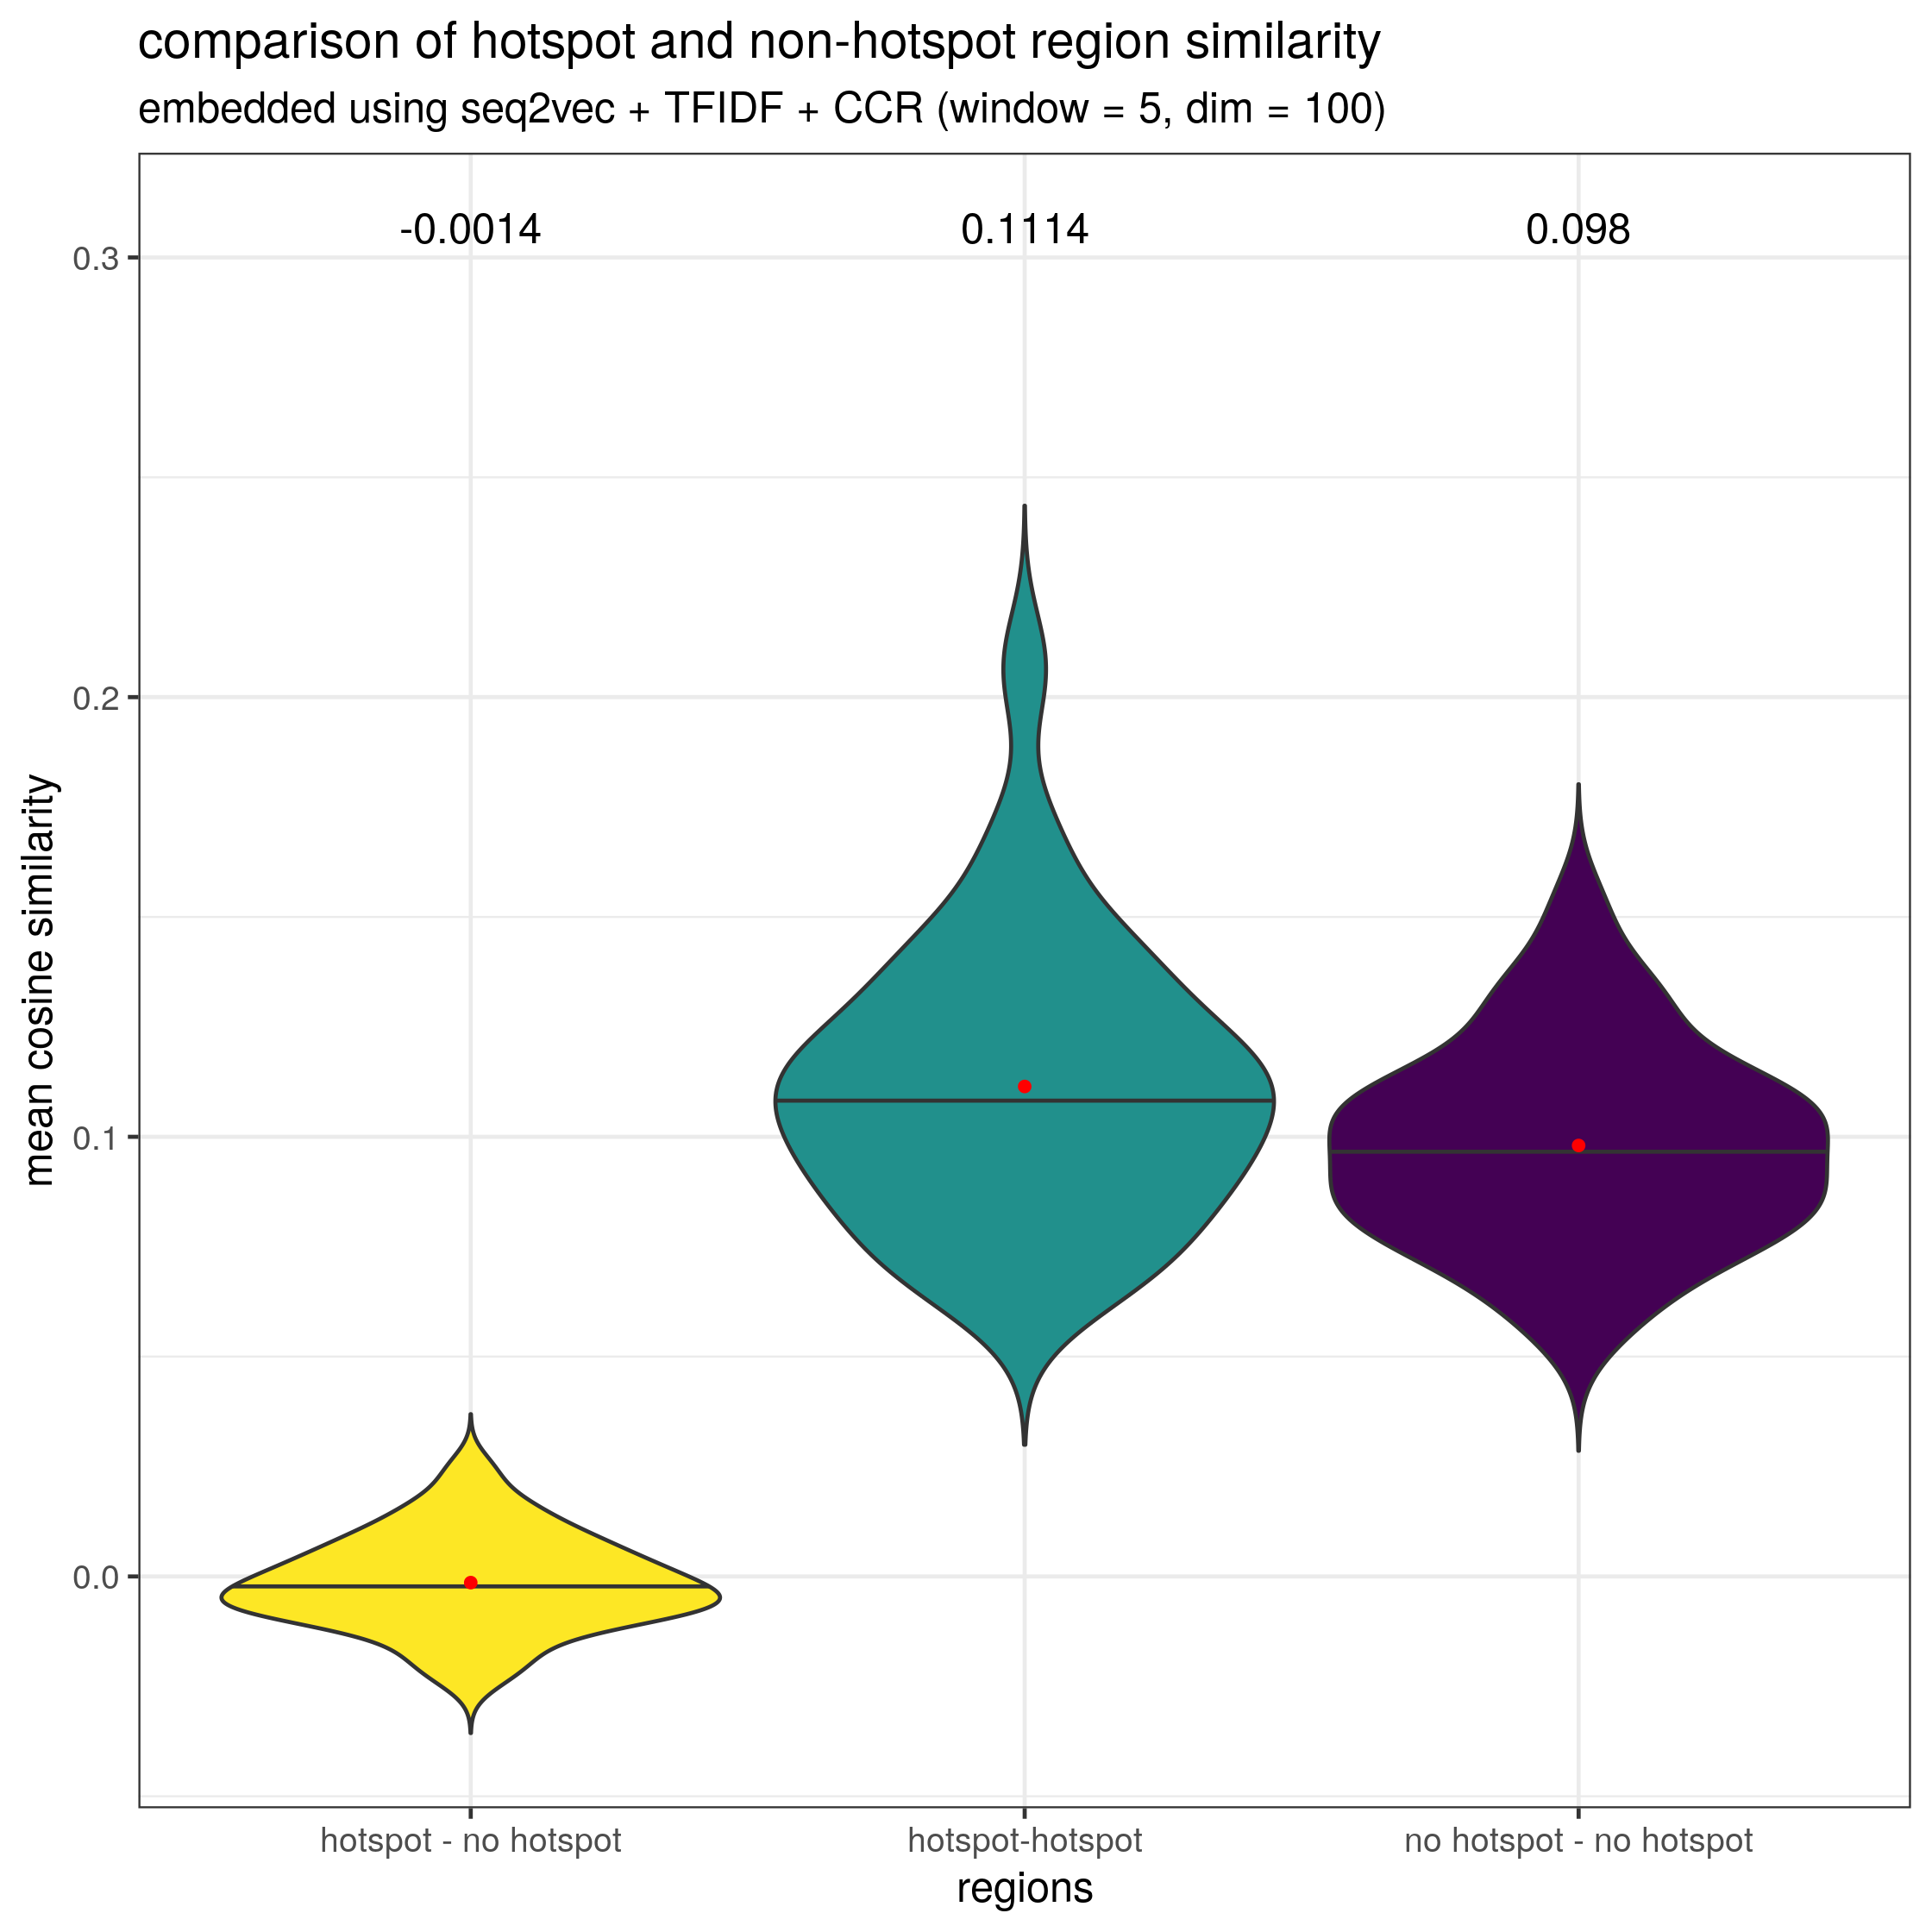 comparison of hotspot and non-hotspot region similarity
embedded using seq2vec + TFIDF + CCR (window = 5, dim = 100)
-0.0014 0.1114 0.098
0.3
0.2
0.1
0.0
mean cosine similarity
hotspot - no hotspot hotspot-hotspot no hotspot - no hotspot
regions